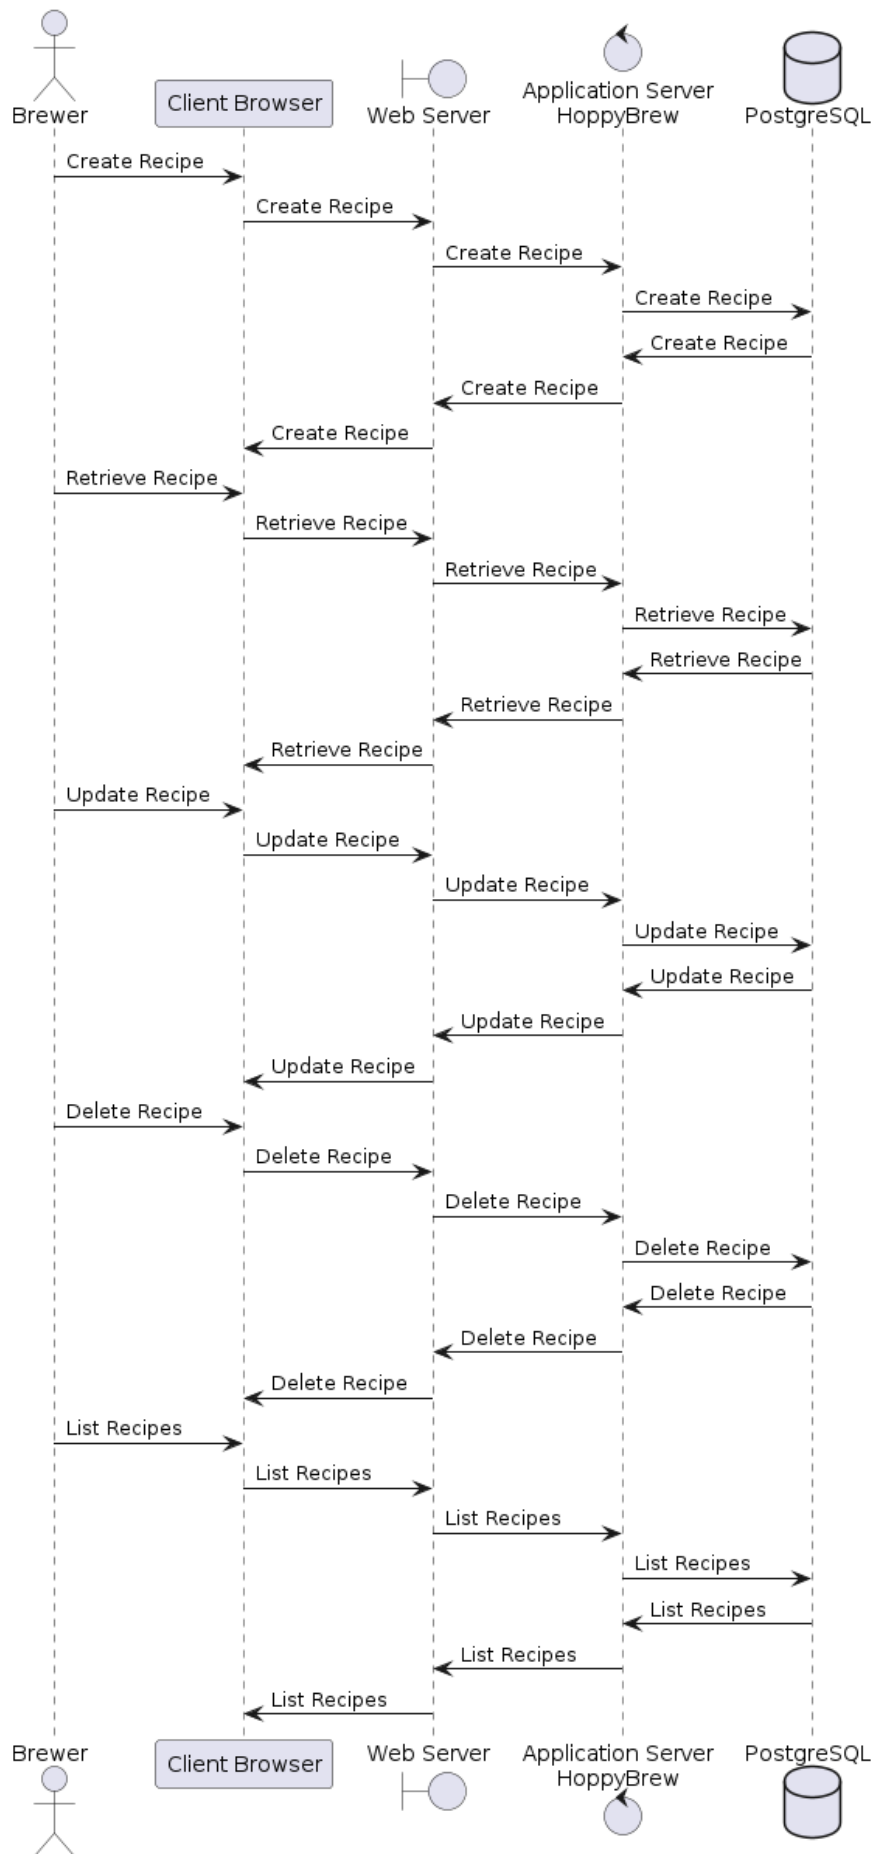 Brewer
Client Browser
Web Server
Application Server
HoppyBrew
PostgreSQL
Create Recipe
Create Recipe
Create Recipe
Create Recipe
Create Recipe
Create Recipe
Create Recipe
Retrieve Recipe
Retrieve Recipe
Retrieve Recipe
Retrieve Recipe
Retrieve Recipe
Retrieve Recipe
Retrieve Recipe
Update Recipe
Update Recipe
Update Recipe
Update Recipe
Update Recipe
Update Recipe
Update Recipe
Delete Recipe
Delete Recipe
Delete Recipe
Delete Recipe
Delete Recipe
Delete Recipe
Delete Recipe
List Recipes
List Recipes
List Recipes
List Recipes
List Recipes
List Recipes
List Recipes
Brewer
Client Browser
Web Server
Application Server
HoppyBrew
PostgreSQL